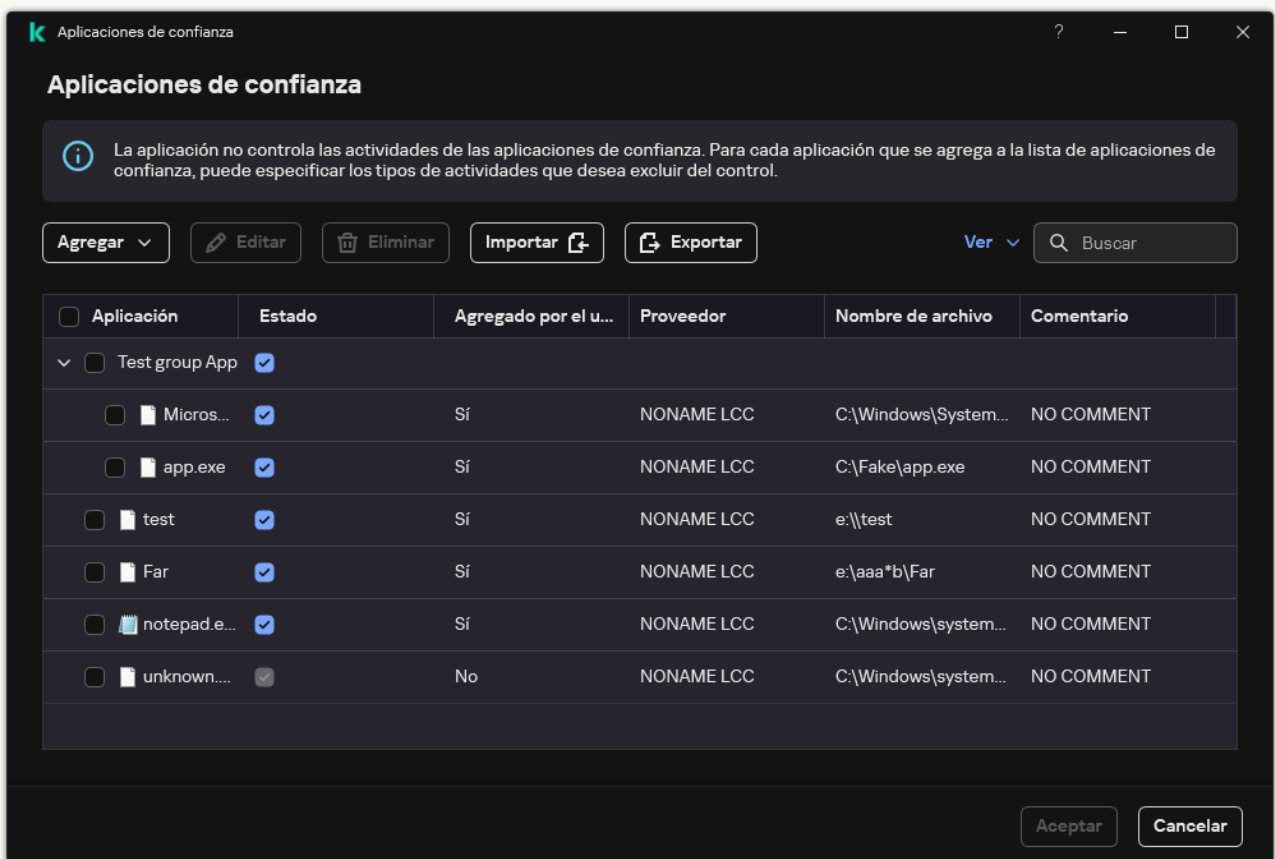 Aplicaciones de confianza
Aplicaciones de confianza
La aplicación no controla las actividades de las aplicaciones de confianza. Para cada aplicación que se agrega a la lista de aplicaciones de
confianza, puede especificar los tipos de actividades que desea excluir del control.
Agregar Editar Eliminar Importar Exportar Ver Buscar
Aplicación Estado Agregado por el u... Proveedor Nombre de archivo Comentario
Test group App
Micros... Sí NONAME LCC C:\Windows\System... NO COMMENT
app.exe Sí NONAME LCC C:\Fake\app.exe NO COMMENT
test Sí NONAME LCC e:\\test NO COMMENT
Far Sí NONAME LCC e:\aaa*b\Far NO COMMENT
notepad.e... Sí NONAME LCC C:\Windows\system... NO COMMENT
unknown.... No NONAME LCC C:\Windows\system... NO COMMENT
Aceptar Cancelar